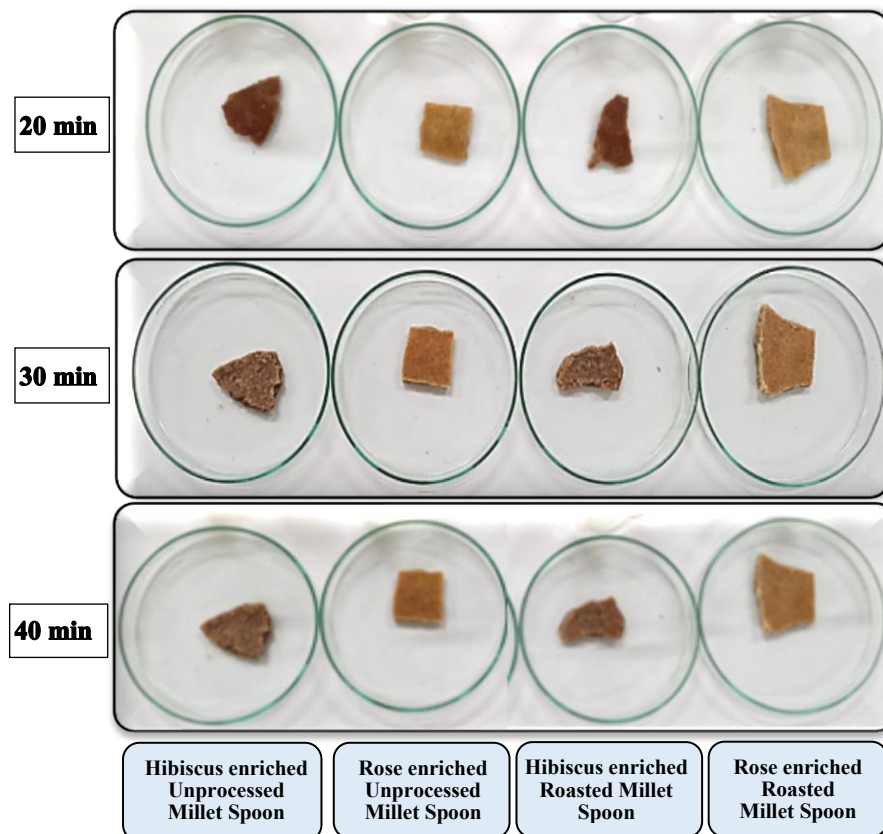 20 min
30 min
40 min
Hibiscus enriched
Unprocessed
Millet Spoon
Rose enriched
Unprocessed
Millet Spoon
Hibiscus enriched
Roasted Millet
Spoon
Rose enriched
Roasted
Millet Spoon